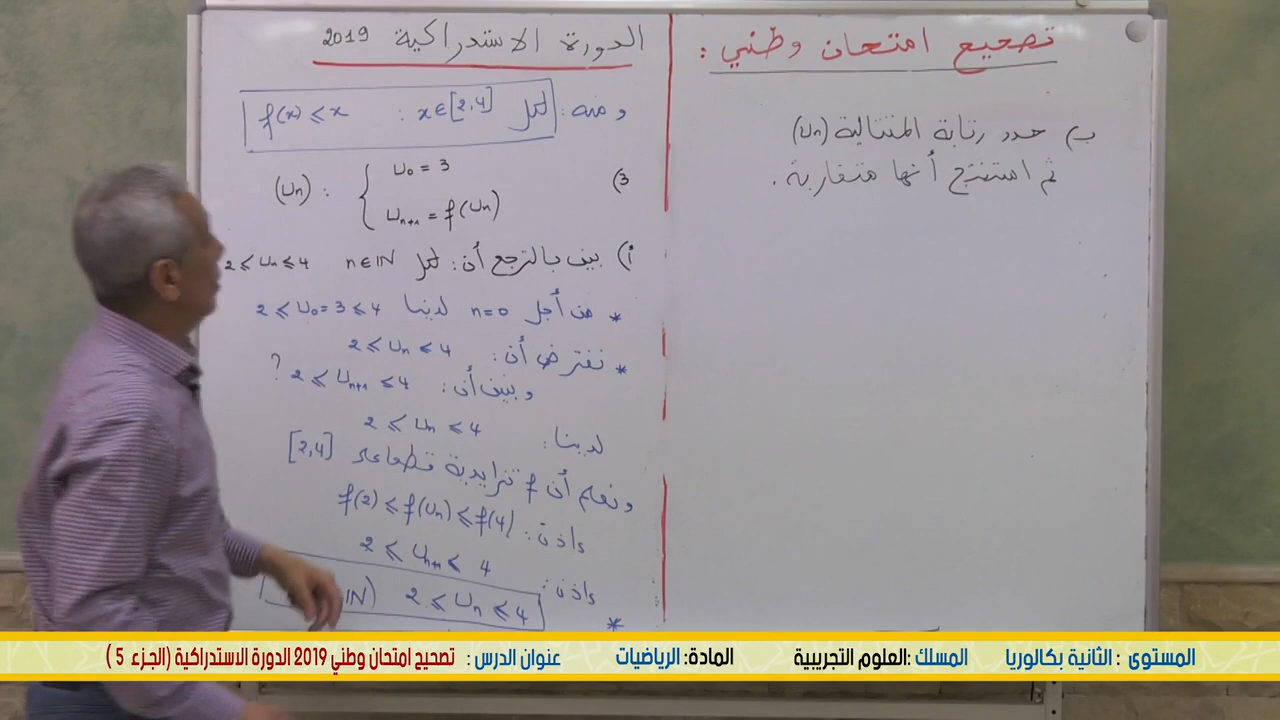 تصحيح امتحان وطني :
الدورة الاستدراكية 2019
ومنه : لكل x∈[2,4] : f(x) ≤ x
3) (Un) : { U0 = 3
Un+1 = f(Un)
أ) بين بالترجع أن : لكل n∈IN 2 ≤ Un ≤ 4
* من أجل n=0 لدينا 2 ≤ U0 = 3 ≤ 4
* نفترض أن : 2 ≤ Un ≤ 4
ونبين أن : 2 ≤ Un+1 ≤ 4 ?
لدينا : 2 ≤ Un ≤ 4
ونعلم أن f تزايدية قطعا على [2,4]
إذن : f(2) ≤ f(Un) ≤ f(4)
إذن : 2 ≤ Un+1 ≤ 4
* IN) 2 ≤ Un ≤ 4
ب) حدد رتابة المتتالية (Un)
ثم استنتج أنها متقاربة .
المستوى : الثانية بكالوريا المسلك :العلوم التجريبية المادة: الرياضيات عنوان الدرس : تصحيح امتحان وطني 2019 الدورة الاستدراكية (الجزء 5 )